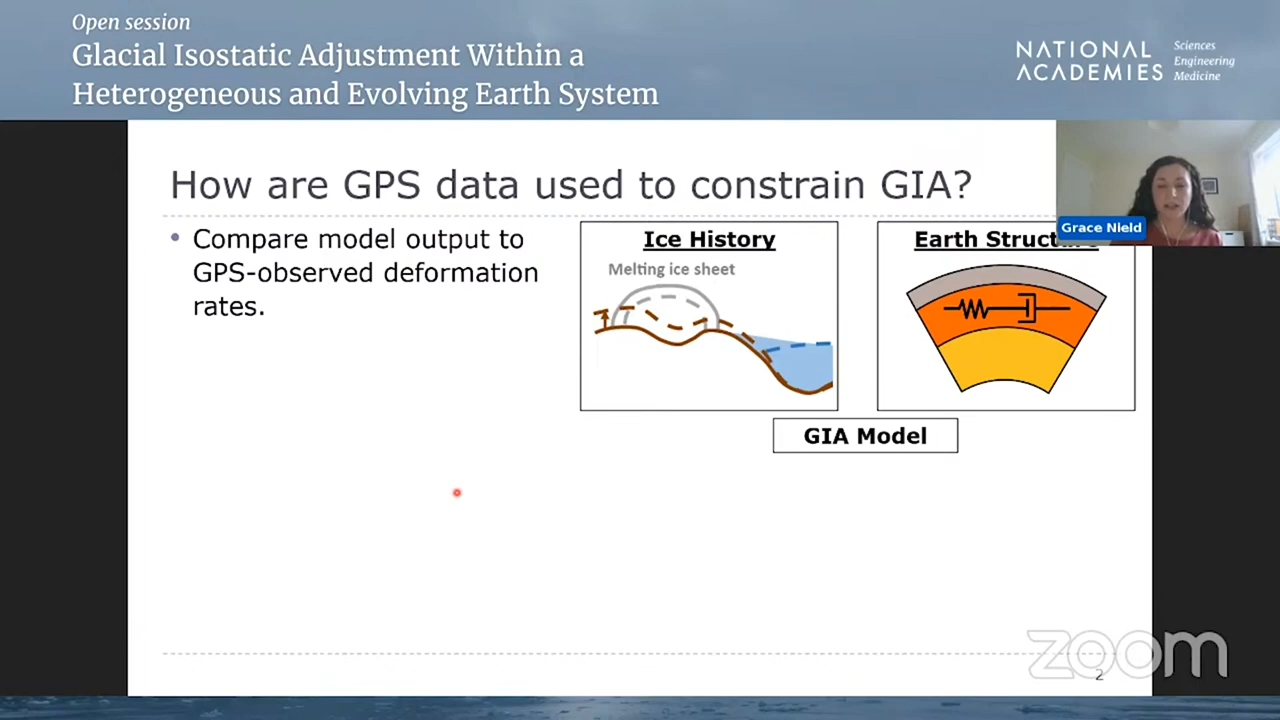 Open session
Glacial Isostatic Adjustment Within a
Heterogeneous and Evolving Earth System
NATIONAL
ACADEMIES
Sciences
Engineering
Medicine
How are GPS data used to constrain GIA?
Grace Nield
• Compare model output to
GPS-observed deformation
rates.
Ice History
Melting ice sheet
Earth Structure
GIA Model
zoom
2